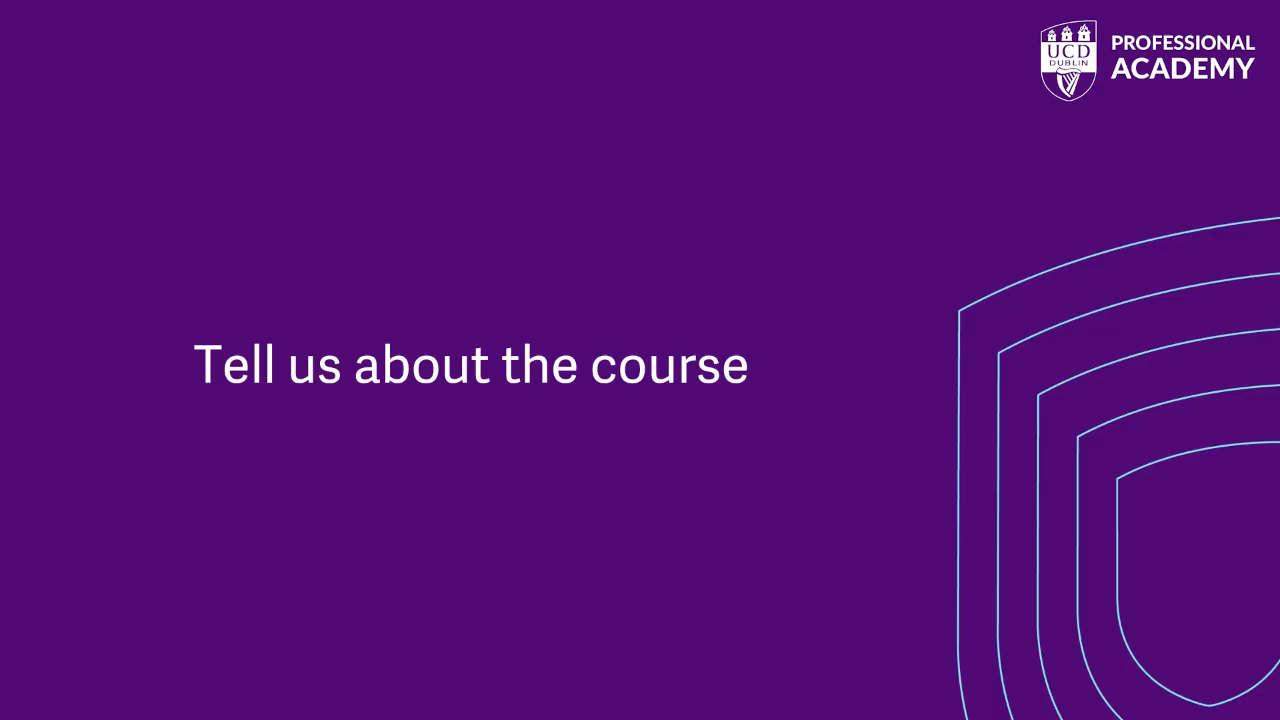 UCD
DUBLIN
PROFESSIONAL
ACADEMY
Tell us about the course